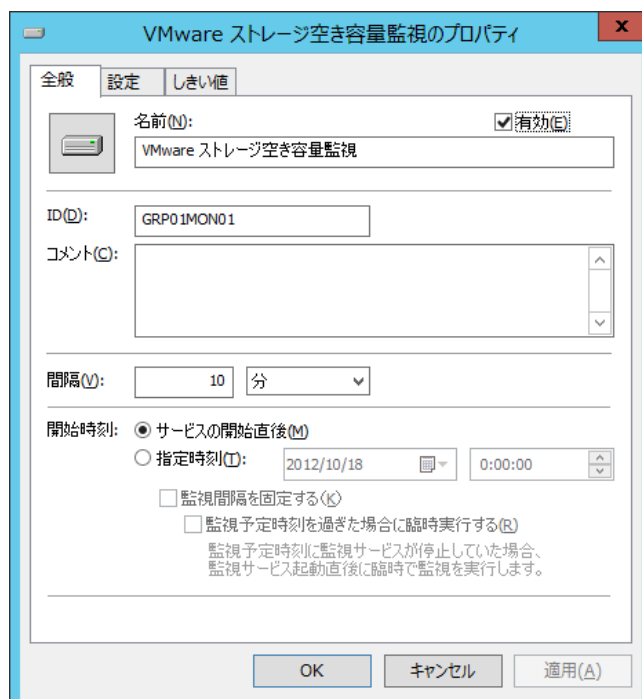 VMware ストレージ空き容量監視のプロパティ
x
全般 設定 しきい値
名前(N): 有効(E)
VMware ストレージ空き容量監視
ID(D): GRP01MON01
コメント(C):
間隔(V): 10 分
開始時刻: サービスの開始直後(M)
指定時刻(T): 2012/10/18 0:00:00
監視間隔を固定する(K)
監視予定時刻を過ぎた場合に臨時実行する(R)
監視予定時刻に監視サービスが停止していた場合、
監視サービス起動直後に臨時で監視を実行します。
OK キャンセル 適用(A)